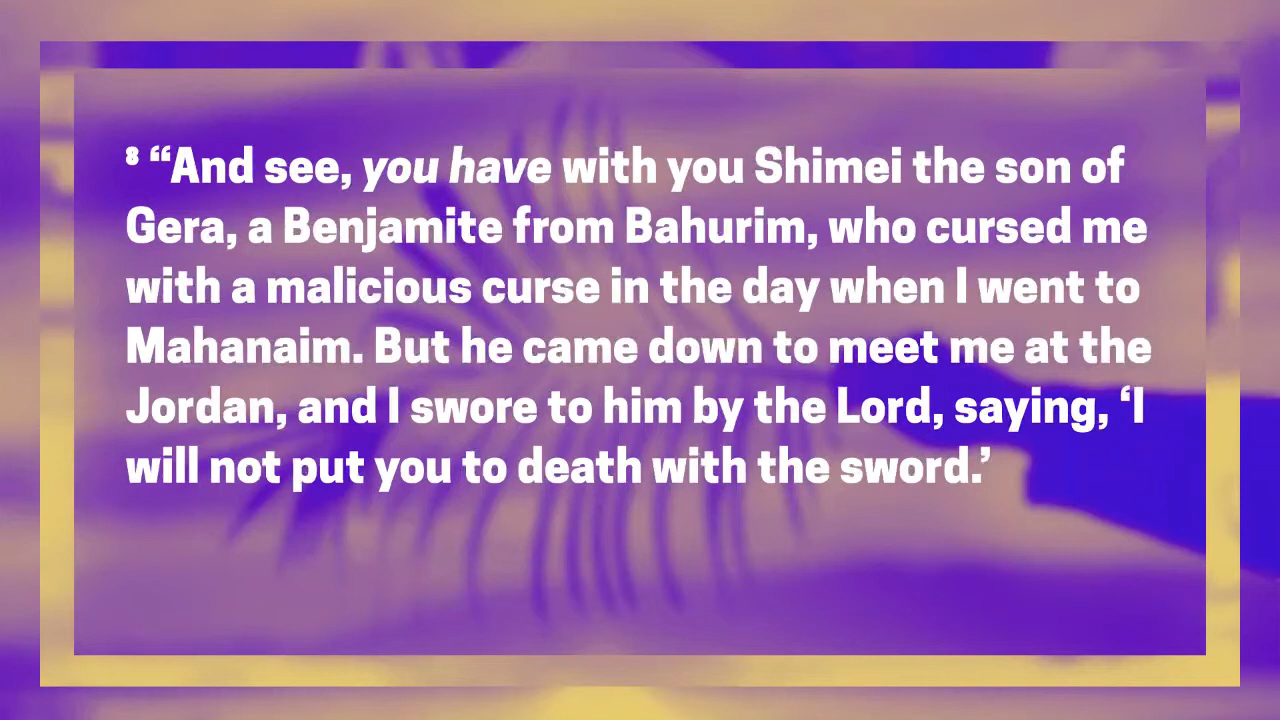 ⁸ “And see, you have with you Shimei the son of
Gera, a Benjamite from Bahurim, who cursed me
with a malicious curse in the day when I went to
Mahanaim. But he came down to meet me at the
Jordan, and I swore to him by the Lord, saying, ‘I
will not put you to death with the sword.’